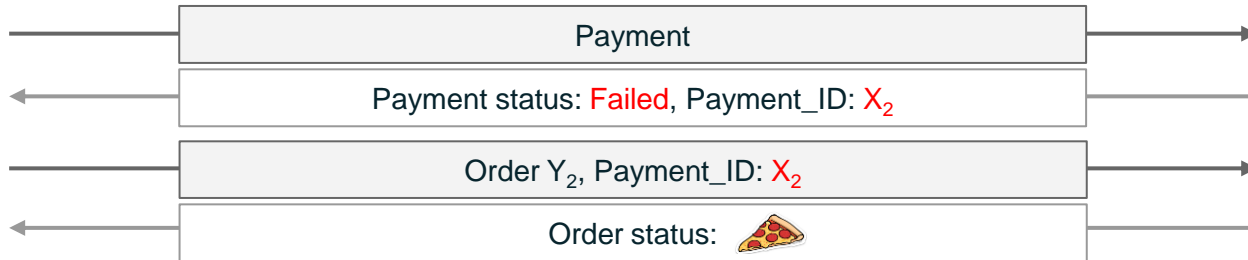 Payment
Payment status: Failed, Payment_ID: X₂
Order Y₂, Payment_ID: X₂
Order status: